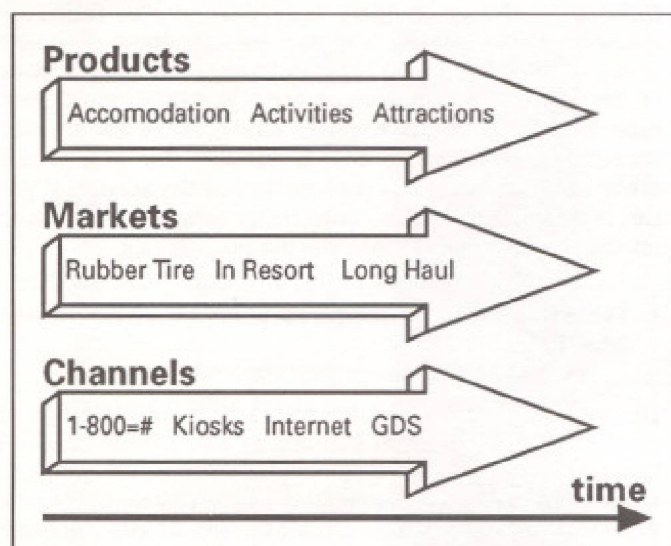 Products
Accomodation Activities Attractions
Markets
Rubber Tire In Resort Long Haul
Channels
1-800=# Kiosks Internet GDS
time